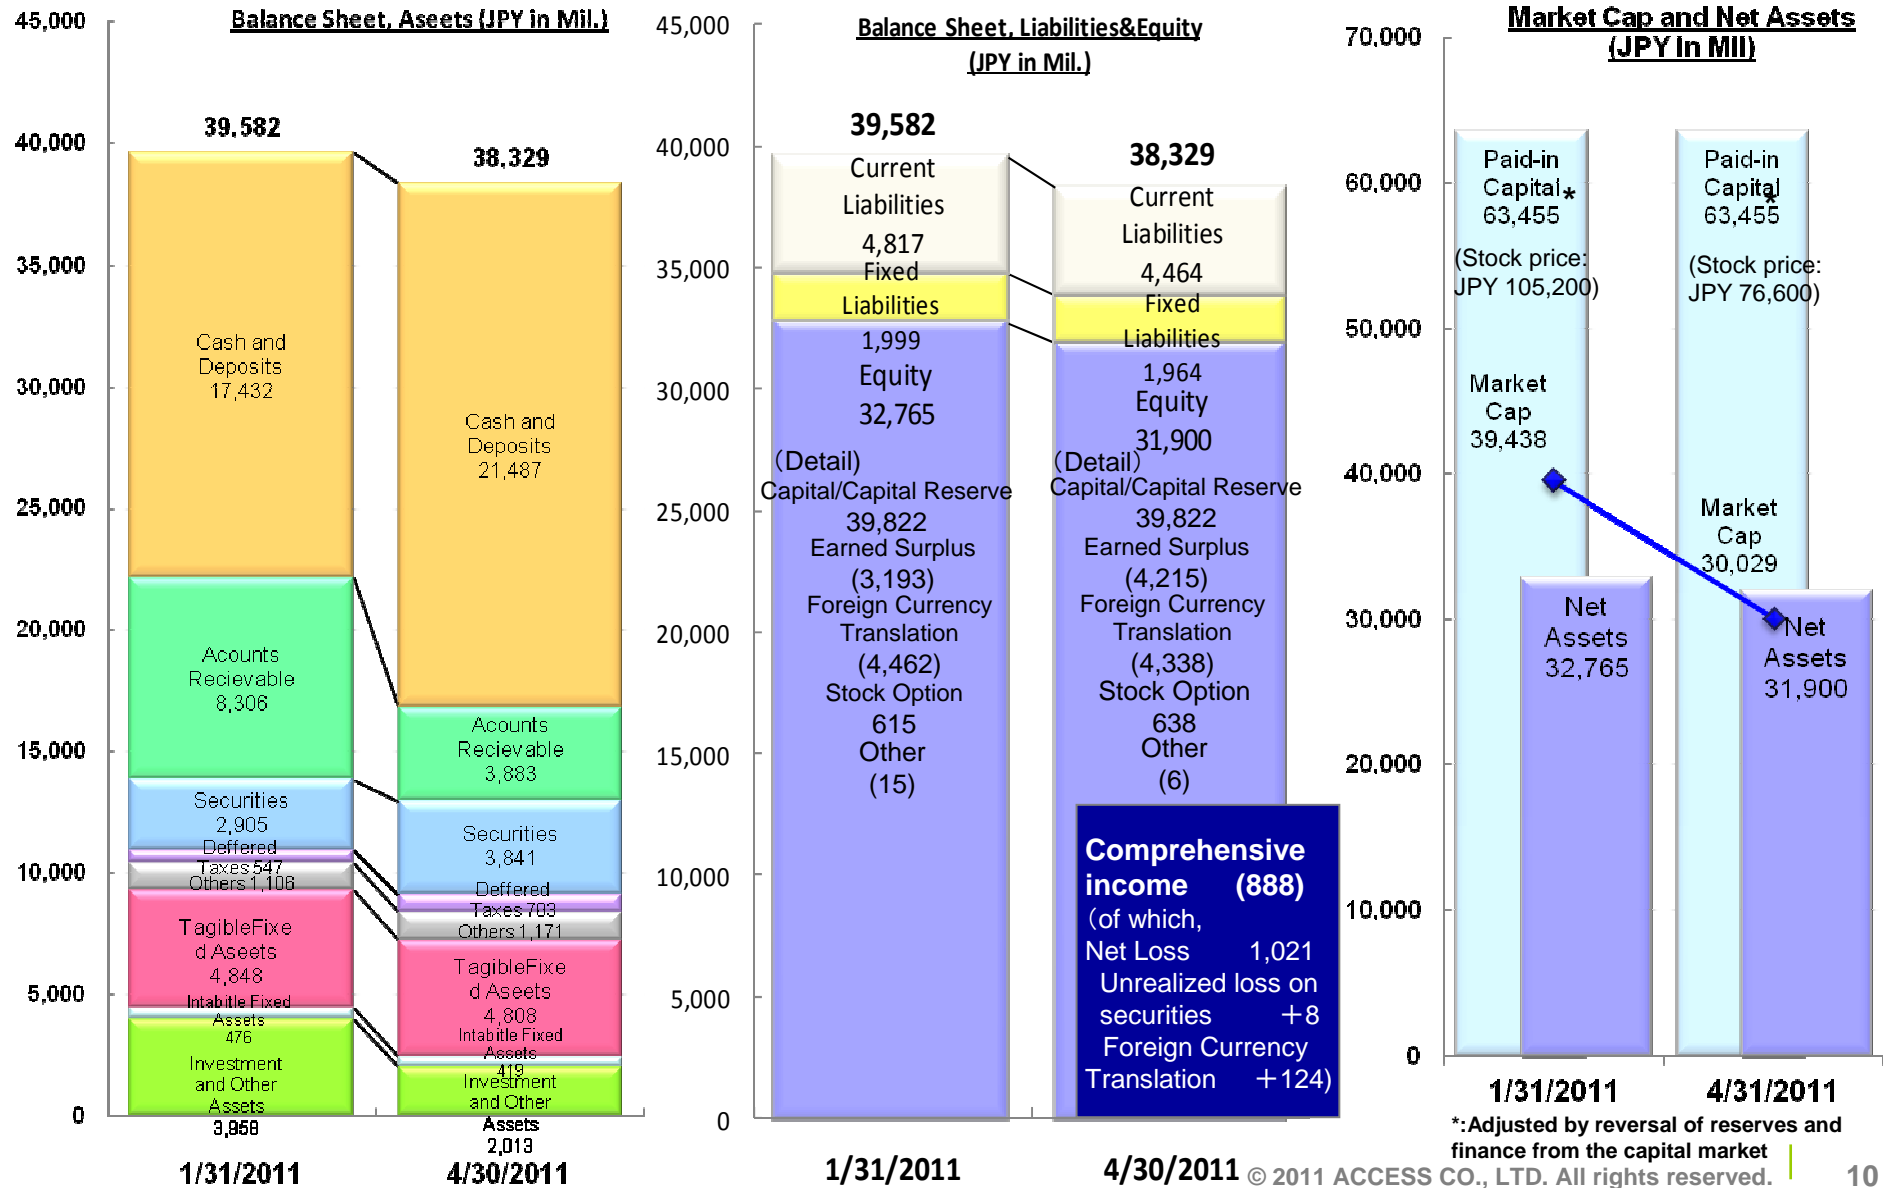 Balance Sheet, Aseets (JPY in Mil.)
45,000
40,000
35,000
30,000
25,000
20,000
15,000
10,000
5,000
0
39,582
Cash and
Deposits
17,432
Acounts
Recievable
8,306
Securities
2,905
Deffered
Taxes 547
Others 1,106
TagibleFixe
d Aseets
4,848
Intabitle Fixed
Assets
476
Investment
and Other
Assets
3,958
1/31/2011
38,329
Cash and
Deposits
21,487
Acounts
Recievable
3,883
Securities
3,841
Deffered
Taxes 703
Others 1,171
TagibleFixe
d Aseets
4,808
Intabitle Fixed
Assets
419
Investment
and Other
Assets
2,013
4/30/2011
Balance Sheet, Liabilities&Equity
(JPY in Mil.)
45,000
40,000
35,000
30,000
25,000
20,000
15,000
10,000
5,000
0
39,582
Current
Liabilities
4,817
Fixed
Liabilities
1,999
Equity
32,765
(Detail)
Capital/Capital Reserve
39,822
Earned Surplus
(3,193)
Foreign Currency
Translation
(4,462)
Stock Option
615
Other
(15)
1/31/2011
38,329
Current
Liabilities
4,464
Fixed
Liabilities
1,964
Equity
31,900
(Detail)
Capital/Capital Reserve
39,822
Earned Surplus
(4,215)
Foreign Currency
Translation
(4,338)
Stock Option
638
Other
(6)
Comprehensive
income (888)
(of which,
Net Loss 1,021
Unrealized loss on
securities +8
Foreign Currency
Translation +124)
4/30/2011
Market Cap and Net Assets
(JPY in Mil)
70,000
60,000
50,000
40,000
30,000
20,000
10,000
0
Paid-in
Capital*
63,455
(Stock price:
JPY 105,200)
Market
Cap
39,438
Net
Assets
32,765
1/31/2011
Paid-in
Capital*
63,455
(Stock price:
JPY 76,600)
Market
Cap
30,029
Net
Assets
31,900
4/31/2011
*:Adjusted by reversal of reserves and
finance from the capital market
© 2011 ACCESS CO., LTD. All rights reserved.
10